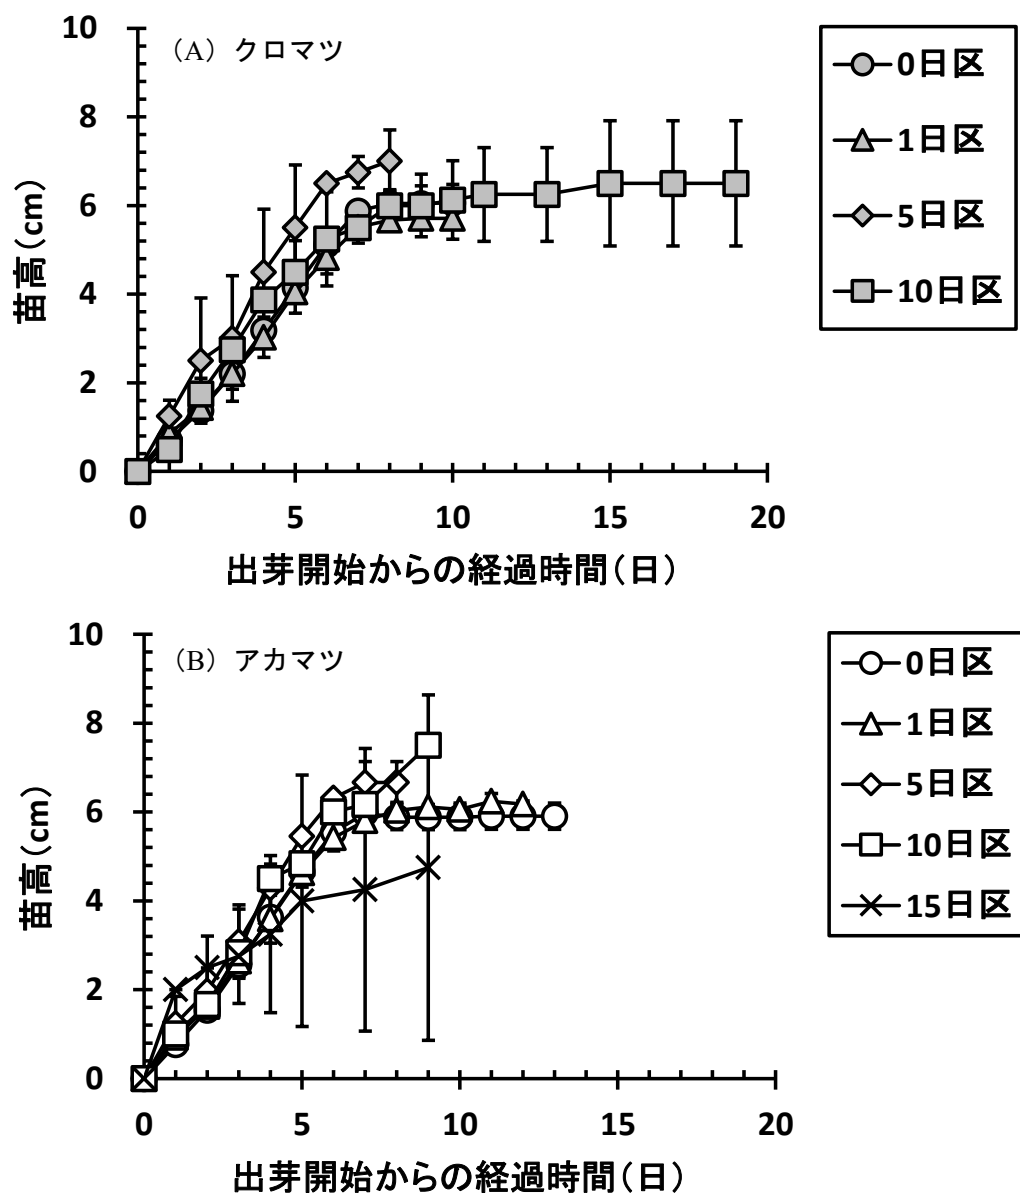 (A) クロマツ
10
8
6
4
2
0
苗高(cm)
0 5 10 15 20
出芽開始からの経過時間(日)
0日区
1日区
5日区
10日区
(B) アカマツ
10
8
6
4
2
0
苗高(cm)
0 5 10 15 20
出芽開始からの経過時間(日)
0日区
1日区
5日区
10日区
15日区